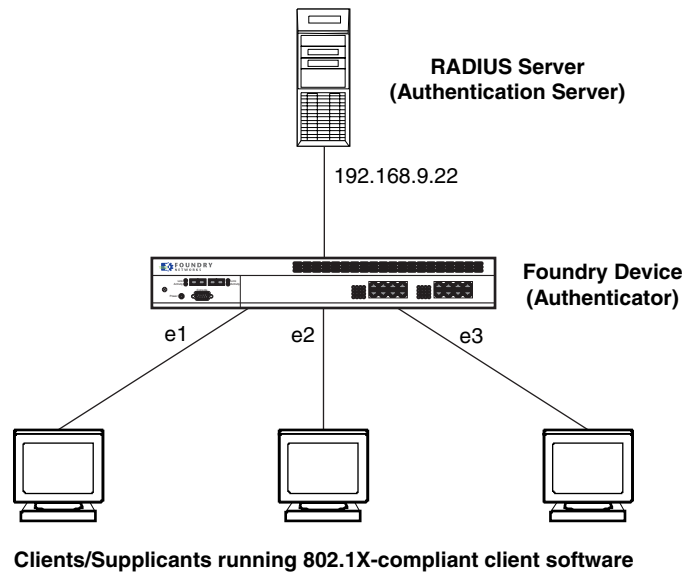 RADIUS Server
(Authentication Server)
192.168.9.22
FOUNDRY
NETWORKS
Foundry Device
(Authenticator)
e1
e2
e3
Clients/Supplicants running 802.1X-compliant client software